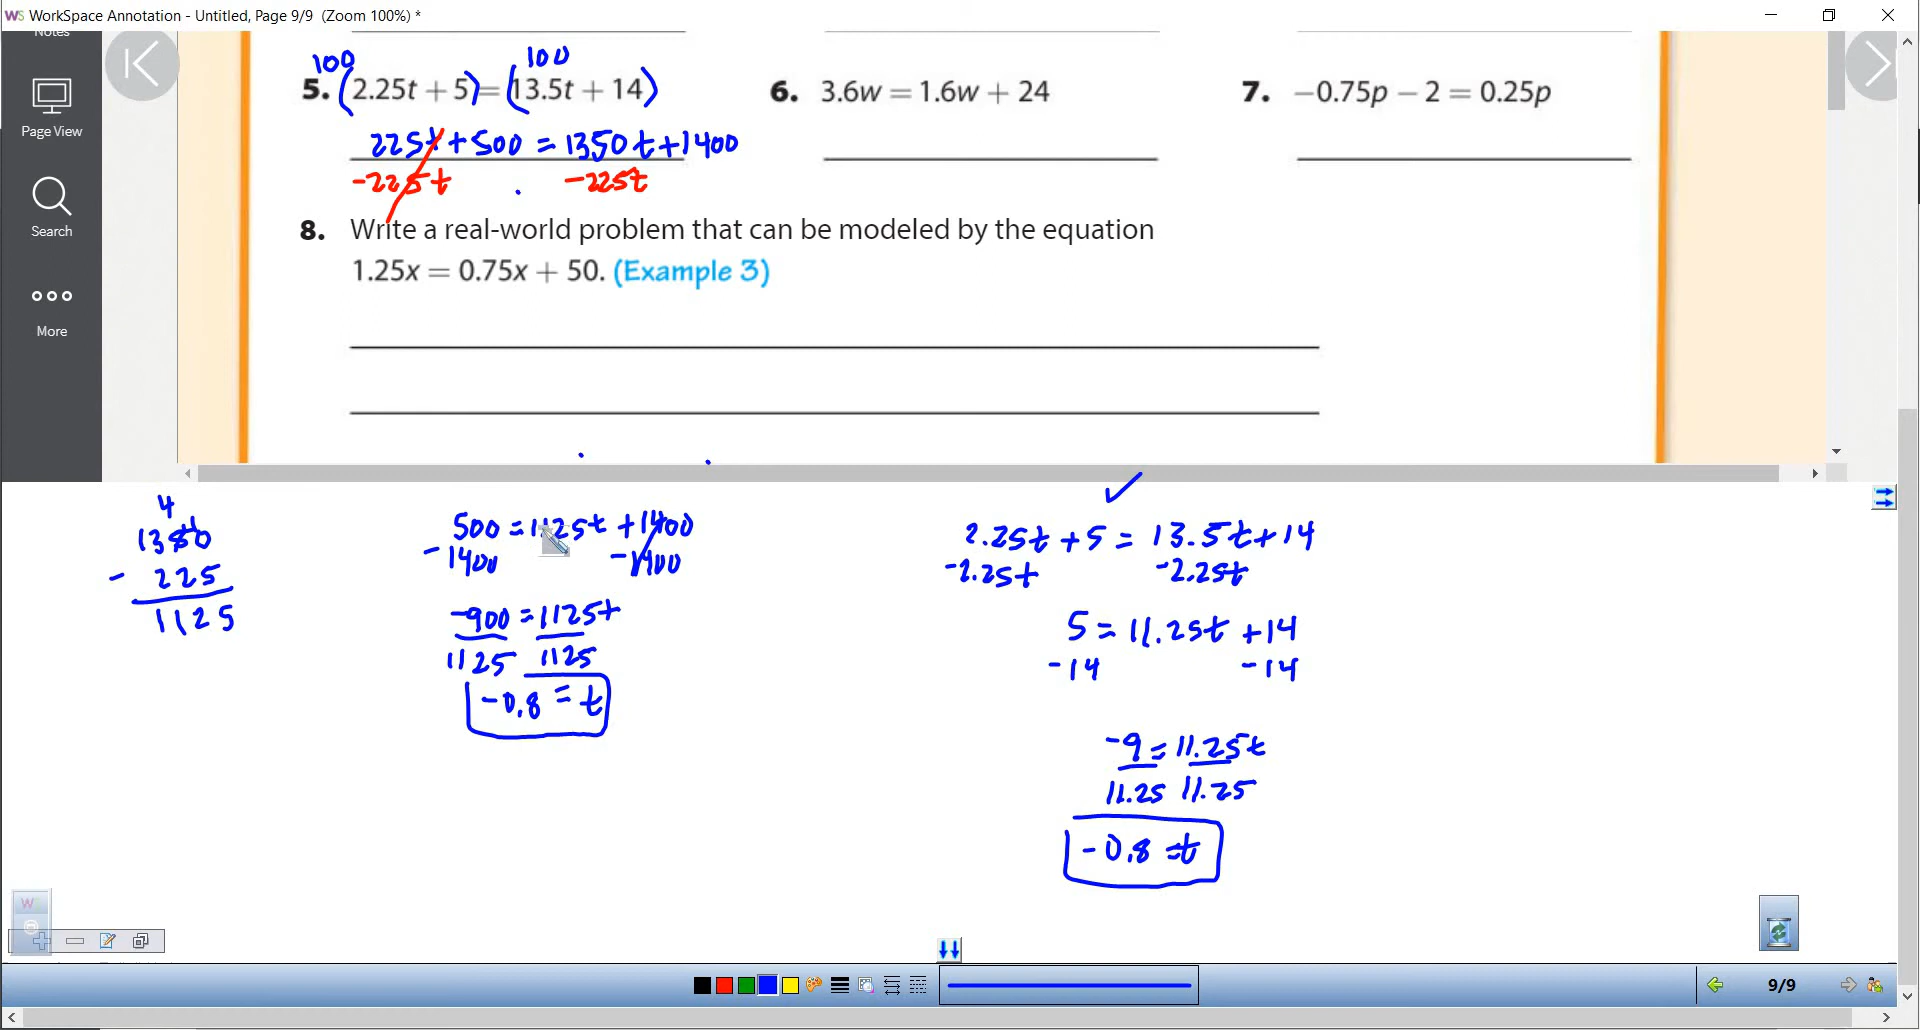 WorkSpace Annotation - Untitled, Page 9/9 (Zoom 100%) *
Notes
Page View
Search
More
100 100
5. (2.25t + 5) = (13.5t + 14)
6. 3.6w = 1.6w + 24
7. −0.75p − 2 = 0.25p
225t + 500 = 1350t + 1400
-225t -225t
8. Write a real-world problem that can be modeled by the equation
1.25x = 0.75x + 50. (Example 3)
4
1350
- 225
1125
500 = 1125t + 1400
-1400 -1400
-900 = 1125t
1125 1125
-0.8 = t
2.25t + 5 = 13.5t + 14
-2.25t -2.25t
5 = 11.25t + 14
-14 -14
-9 = 11.25t
11.25 11.25
-0.8 = t
9/9